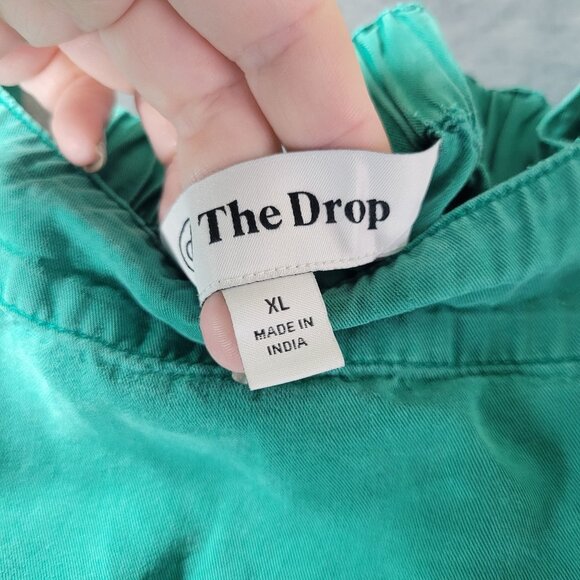 The Drop
XL
MADE IN
INDIA